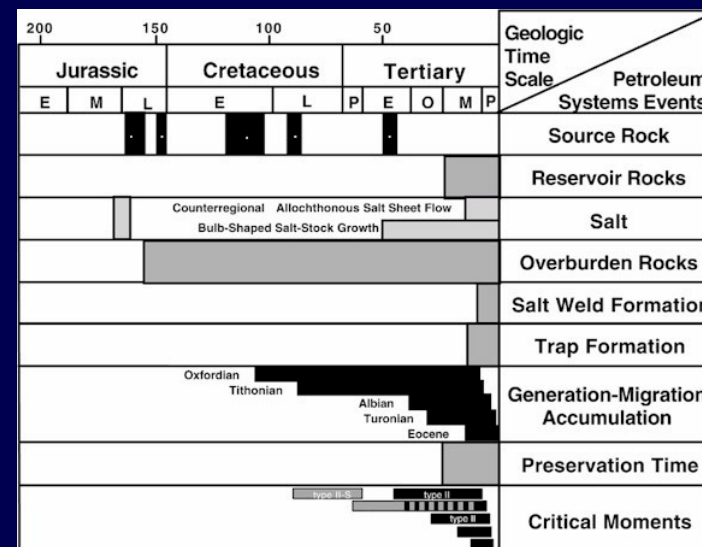 200 150 100 50
Geologic
Time
Scale
Petroleum
Systems Events
Jurassic Cretaceous Tertiary
E M L E L P E O M P
Source Rock
Reservoir Rocks
Counterregional Allochthonous Salt Sheet Flow
Bulb-Shaped Salt-Stock Growth
Salt
Overburden Rocks
Salt Weld Formation
Trap Formation
Oxfordian
Tithonian
Albian
Turonian
Eocene
Generation-Migration
Accumulation
Preservation Time
type II-S type II
type II
Critical Moments